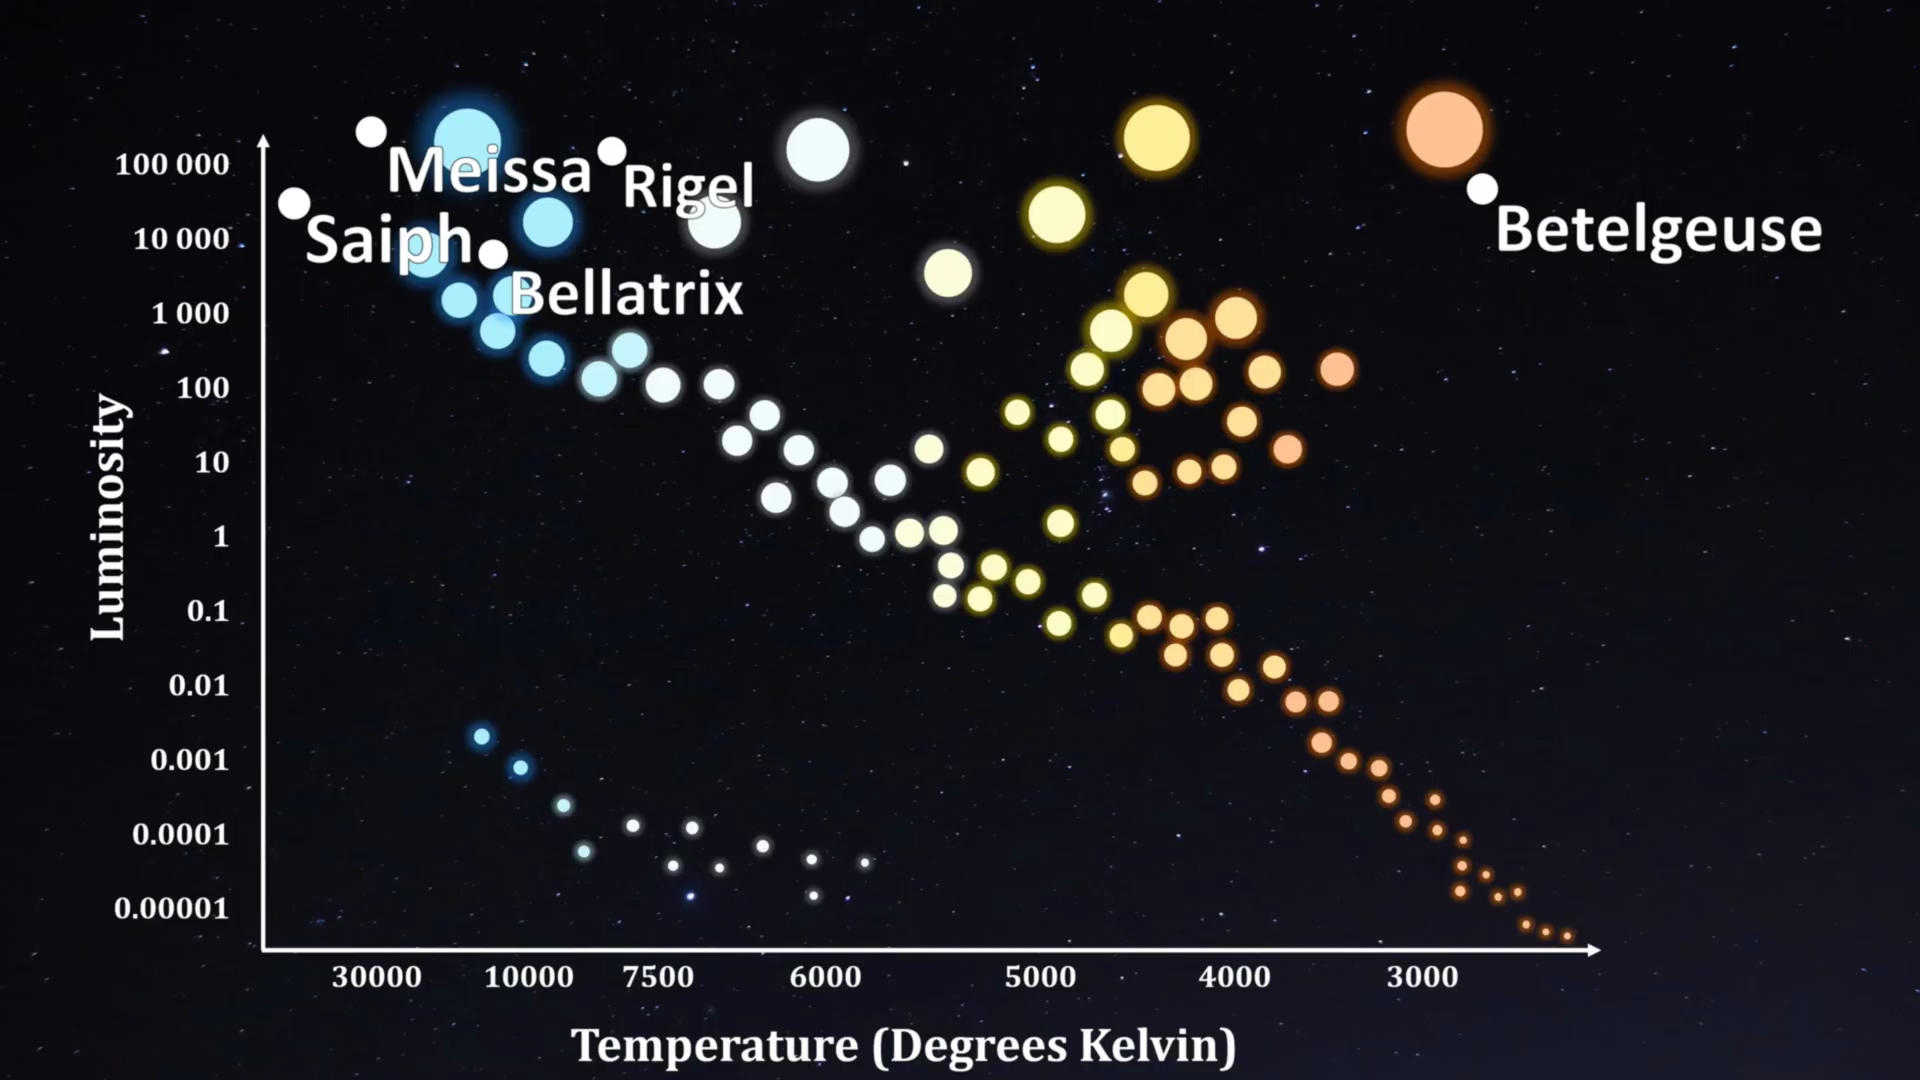 Meissa
Rigel
Saiph
Betelgeuse
Bellatrix
Luminosity
100 000
10 000
1 000
100
10
1
0.1
0.01
0.001
0.0001
0.00001
30000 10000 7500 6000 5000 4000 3000
Temperature (Degrees Kelvin)